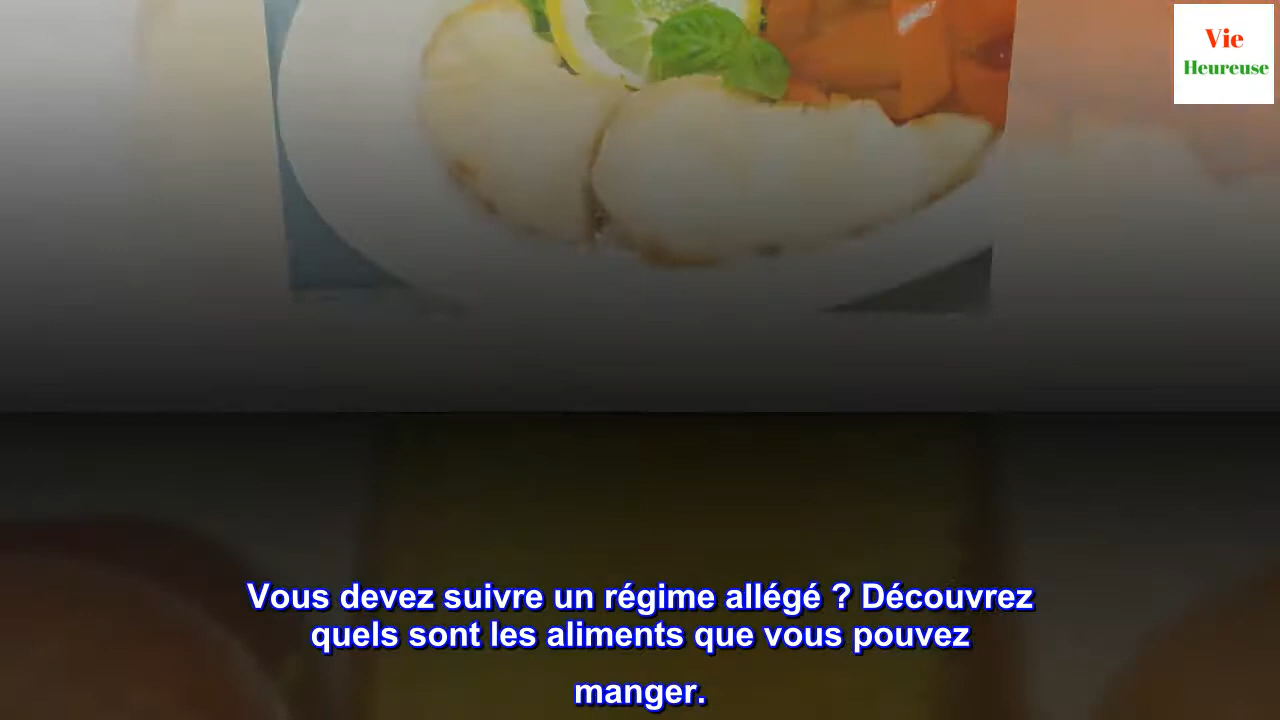 Vie
Heureuse
Vous devez suivre un régime allégé ? Découvrez
quels sont les aliments que vous pouvez
manger.